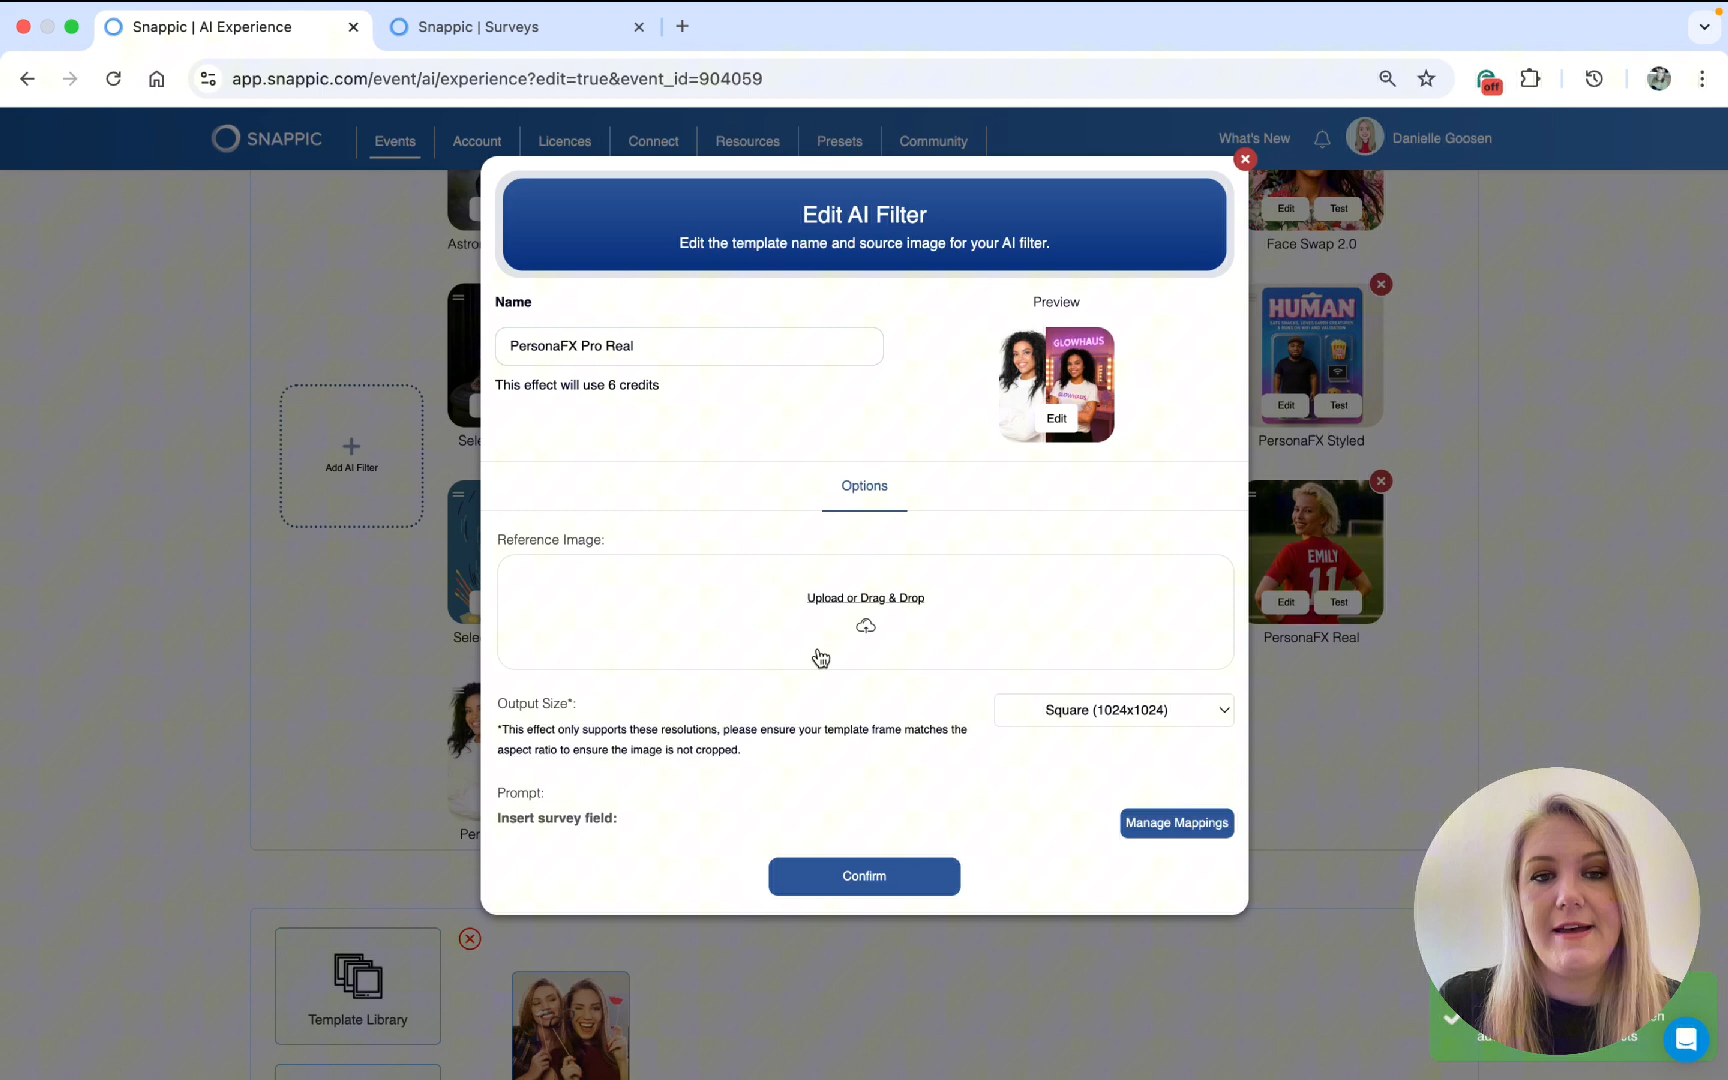 Snappic | AI Experience
Snappic | Surveys
app.snappic.com/event/ai/experience?edit=true&event_id=904059
off
SNAPPIC
Events
Account
Licences
Connect
Resources
Presets
Community
What's New
Danielle Goosen
Edit AI Filter
Edit the template name and source image for your AI filter.
Name
Preview
PersonaFX Pro Real
This effect will use 6 credits
GLOWHAUS
GLOWHAUS
Edit
Options
Reference Image:
Upload or Drag & Drop
Output Size*:
Square (1024x1024)
*This effect only supports these resolutions, please ensure your template frame matches the
aspect ratio to ensure the image is not cropped.
Prompt:
Insert survey field:
Manage Mappings
Confirm
Add AI Filter
Edit
Test
Face Swap 2.0
HUMAN
Edit
Test
PersonaFX Styled
EMILY
11
Edit
Test
PersonaFX Real
Template Library